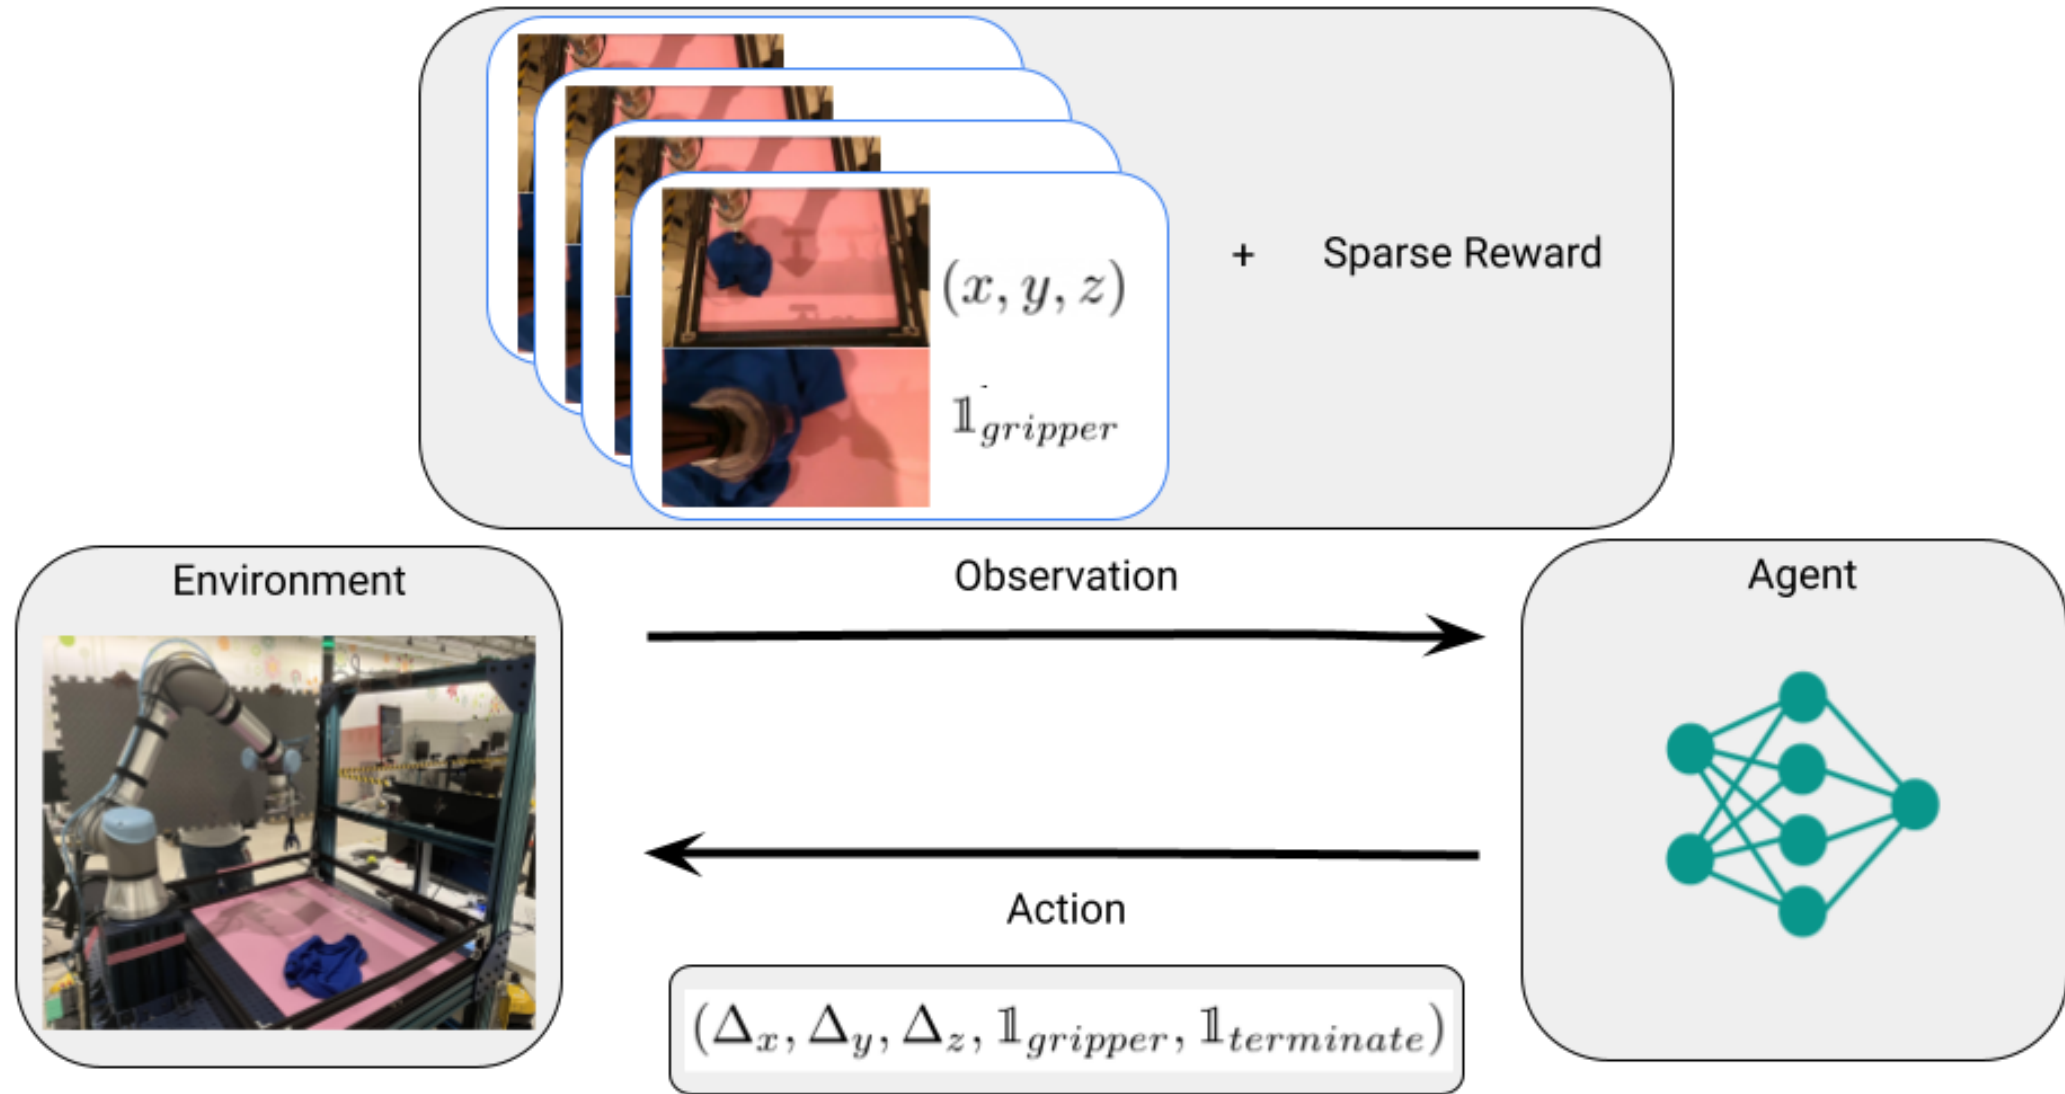 (x, y, z)
+ Sparse Reward
𝟙gripper
Environment
Observation
Agent
Action
(Δx, Δy, Δz, 𝟙gripper, 𝟙terminate)